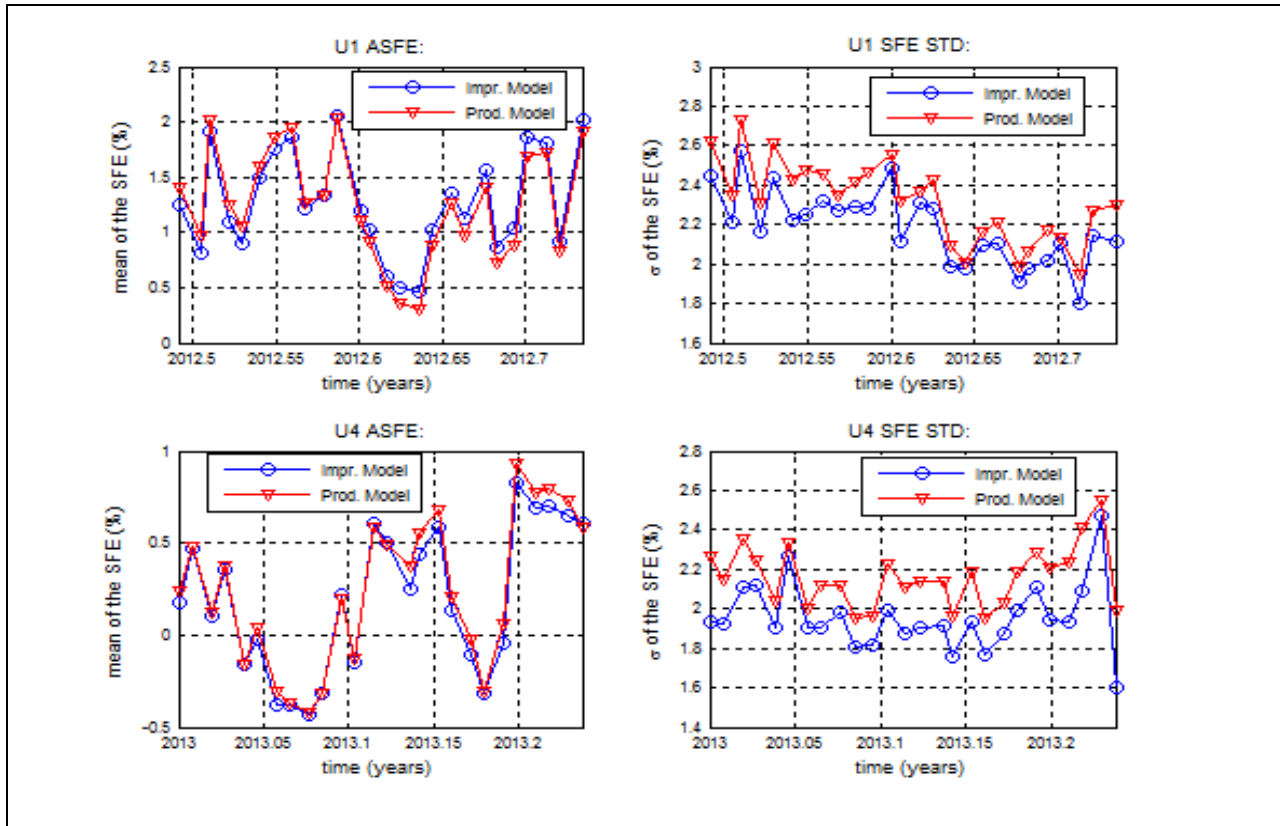 U1 ASFE:
mean of the SFE (%)
2.5
2
1.5
1
0.5
0
Impr. Model
Prod. Model
2012.5 2012.55 2012.6 2012.65 2012.7
time (years)
U1 SFE STD:
σ of the SFE (%)
3
2.8
2.6
2.4
2.2
2
1.8
1.6
Impr. Model
Prod. Model
2012.5 2012.55 2012.6 2012.65 2012.7
time (years)
U4 ASFE:
mean of the SFE (%)
1
0.5
0
−0.5
Impr. Model
Prod. Model
2013 2013.05 2013.1 2013.15 2013.2
time (years)
U4 SFE STD:
σ of the SFE (%)
2.8
2.6
2.4
2.2
2
1.8
1.6
1.4
Impr. Model
Prod. Model
2013 2013.05 2013.1 2013.15 2013.2
time (years)